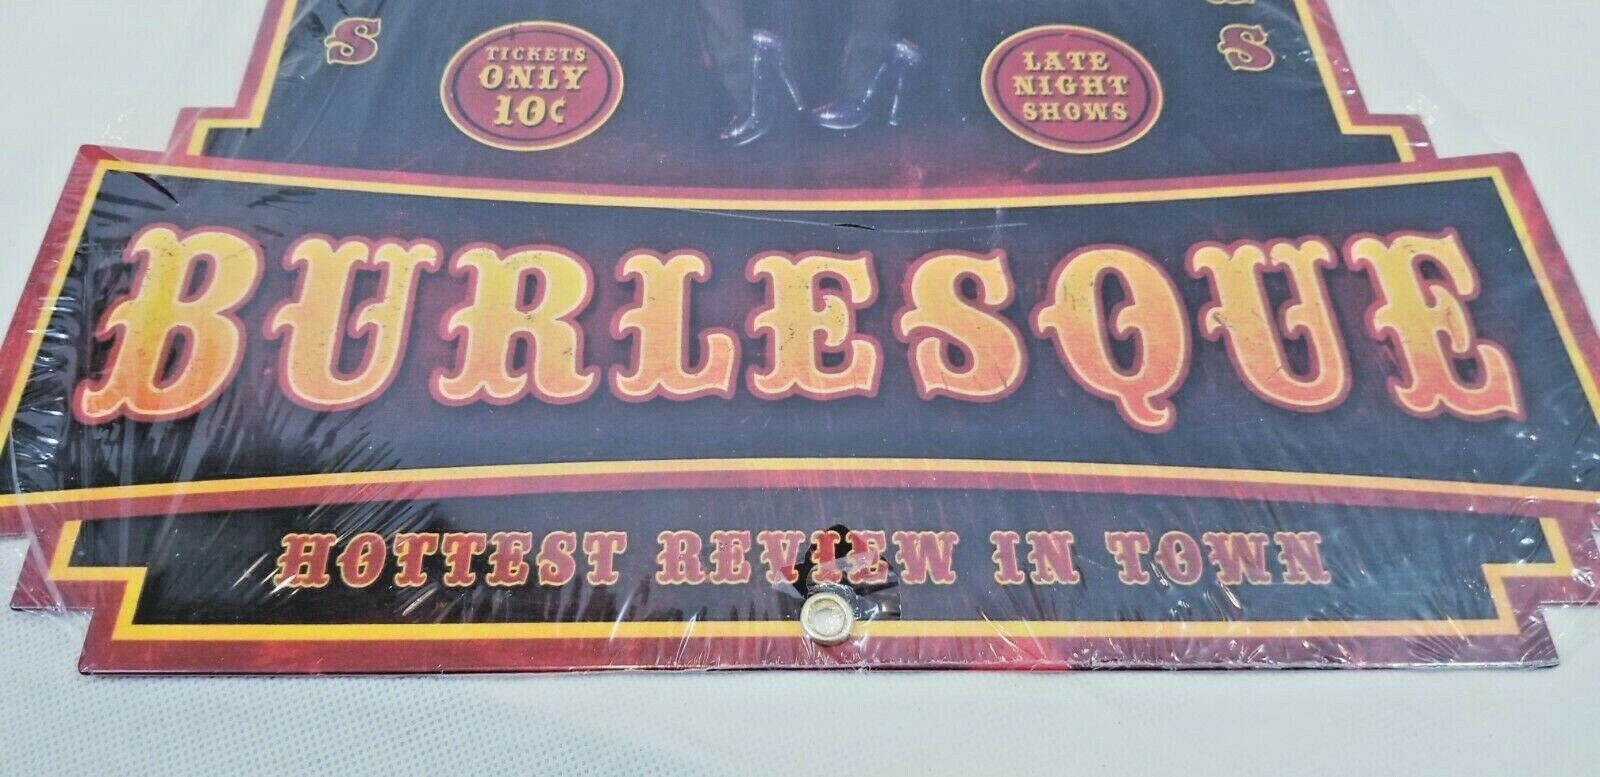 S
S
TICKETS
ONLY
10¢
LATE
NIGHT
SHOWS
BURLESQUE
HOTTEST REVIEW IN TOWN